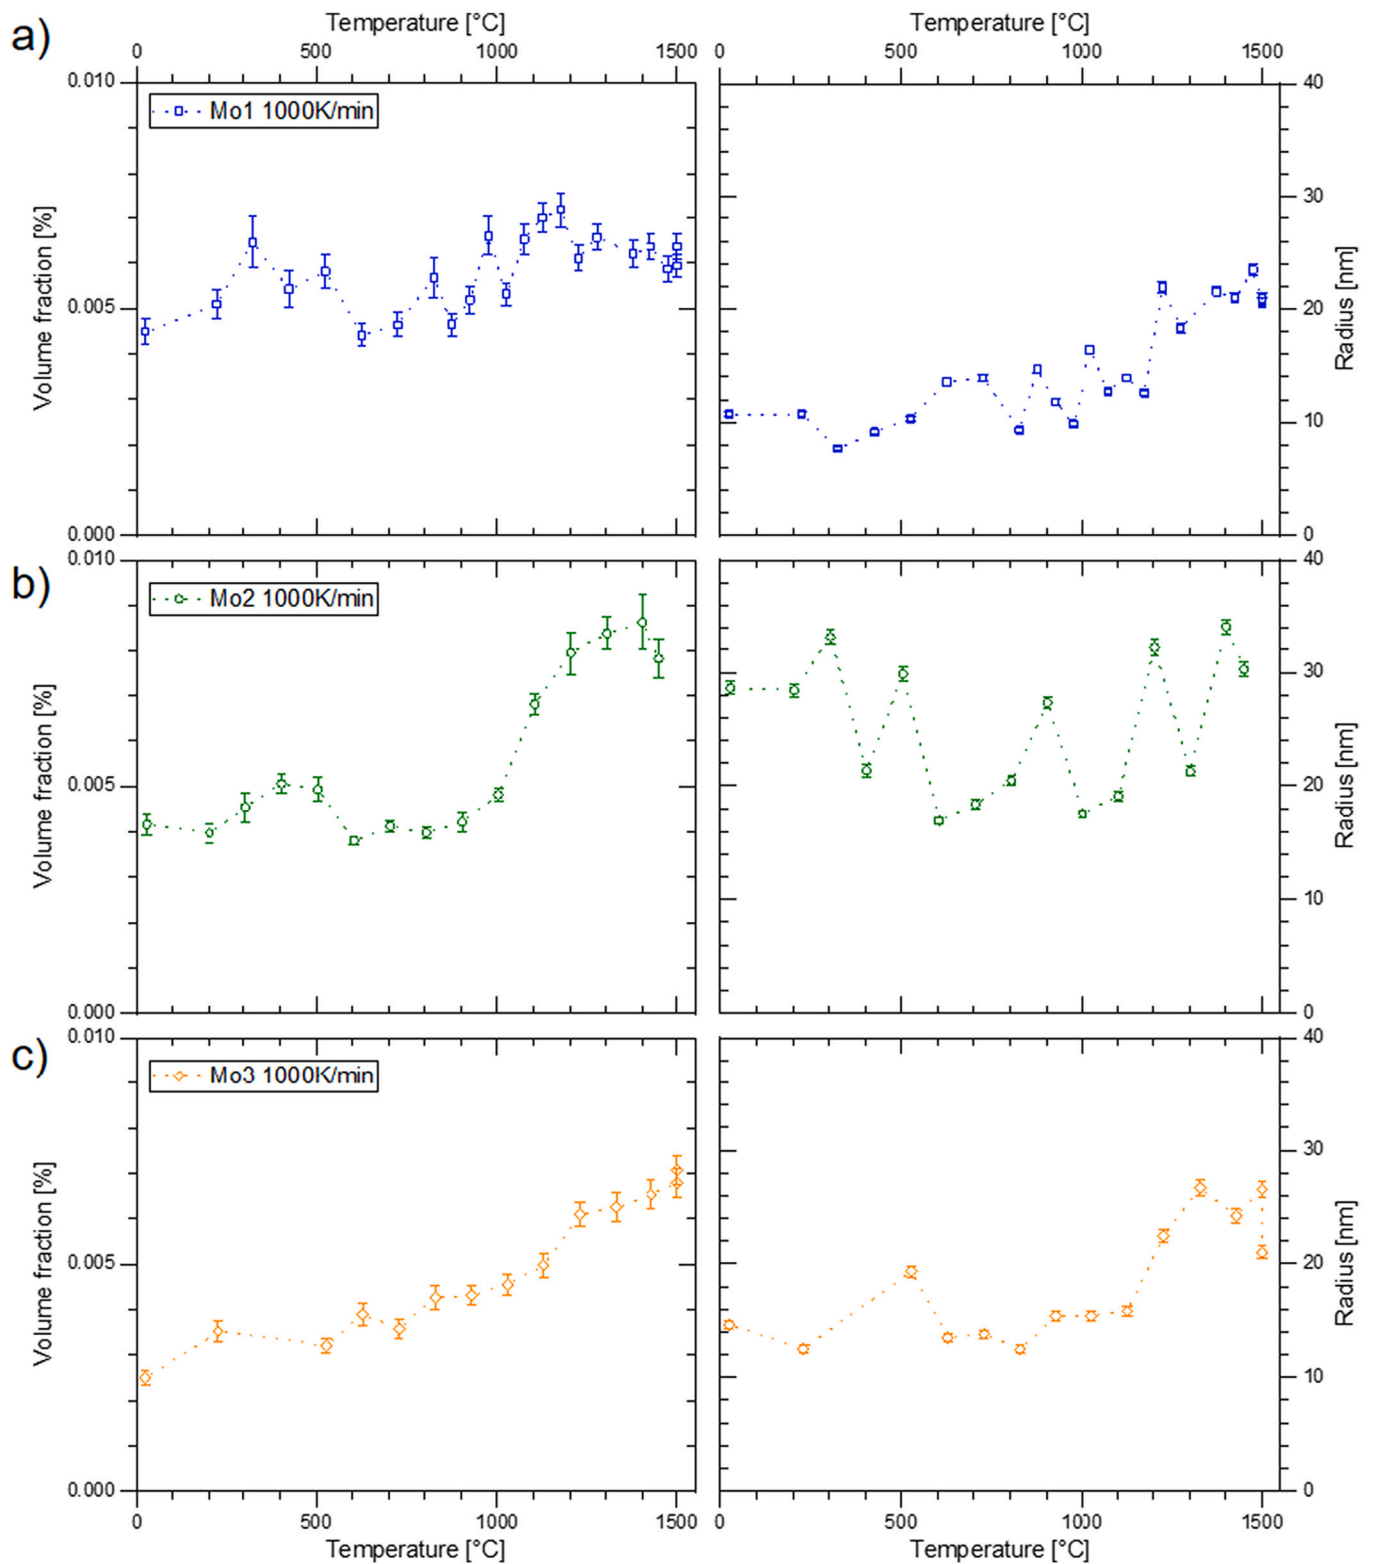 a)
Temperature [°C]
Temperature [°C]
0 500 1000 1500
0 500 1000 1500
0.010
0.005
0.000
Volume fraction [%]
Mo1 1000K/min
40
30
20
10
0
Radius [nm]
b)
0.010
0.005
0.000
Volume fraction [%]
Mo2 1000K/min
40
30
20
10
0
Radius [nm]
c)
0.010
0.005
0.000
Volume fraction [%]
Mo3 1000K/min
40
30
20
10
0
Radius [nm]
0 500 1000 1500
0 500 1000 1500
Temperature [°C]
Temperature [°C]